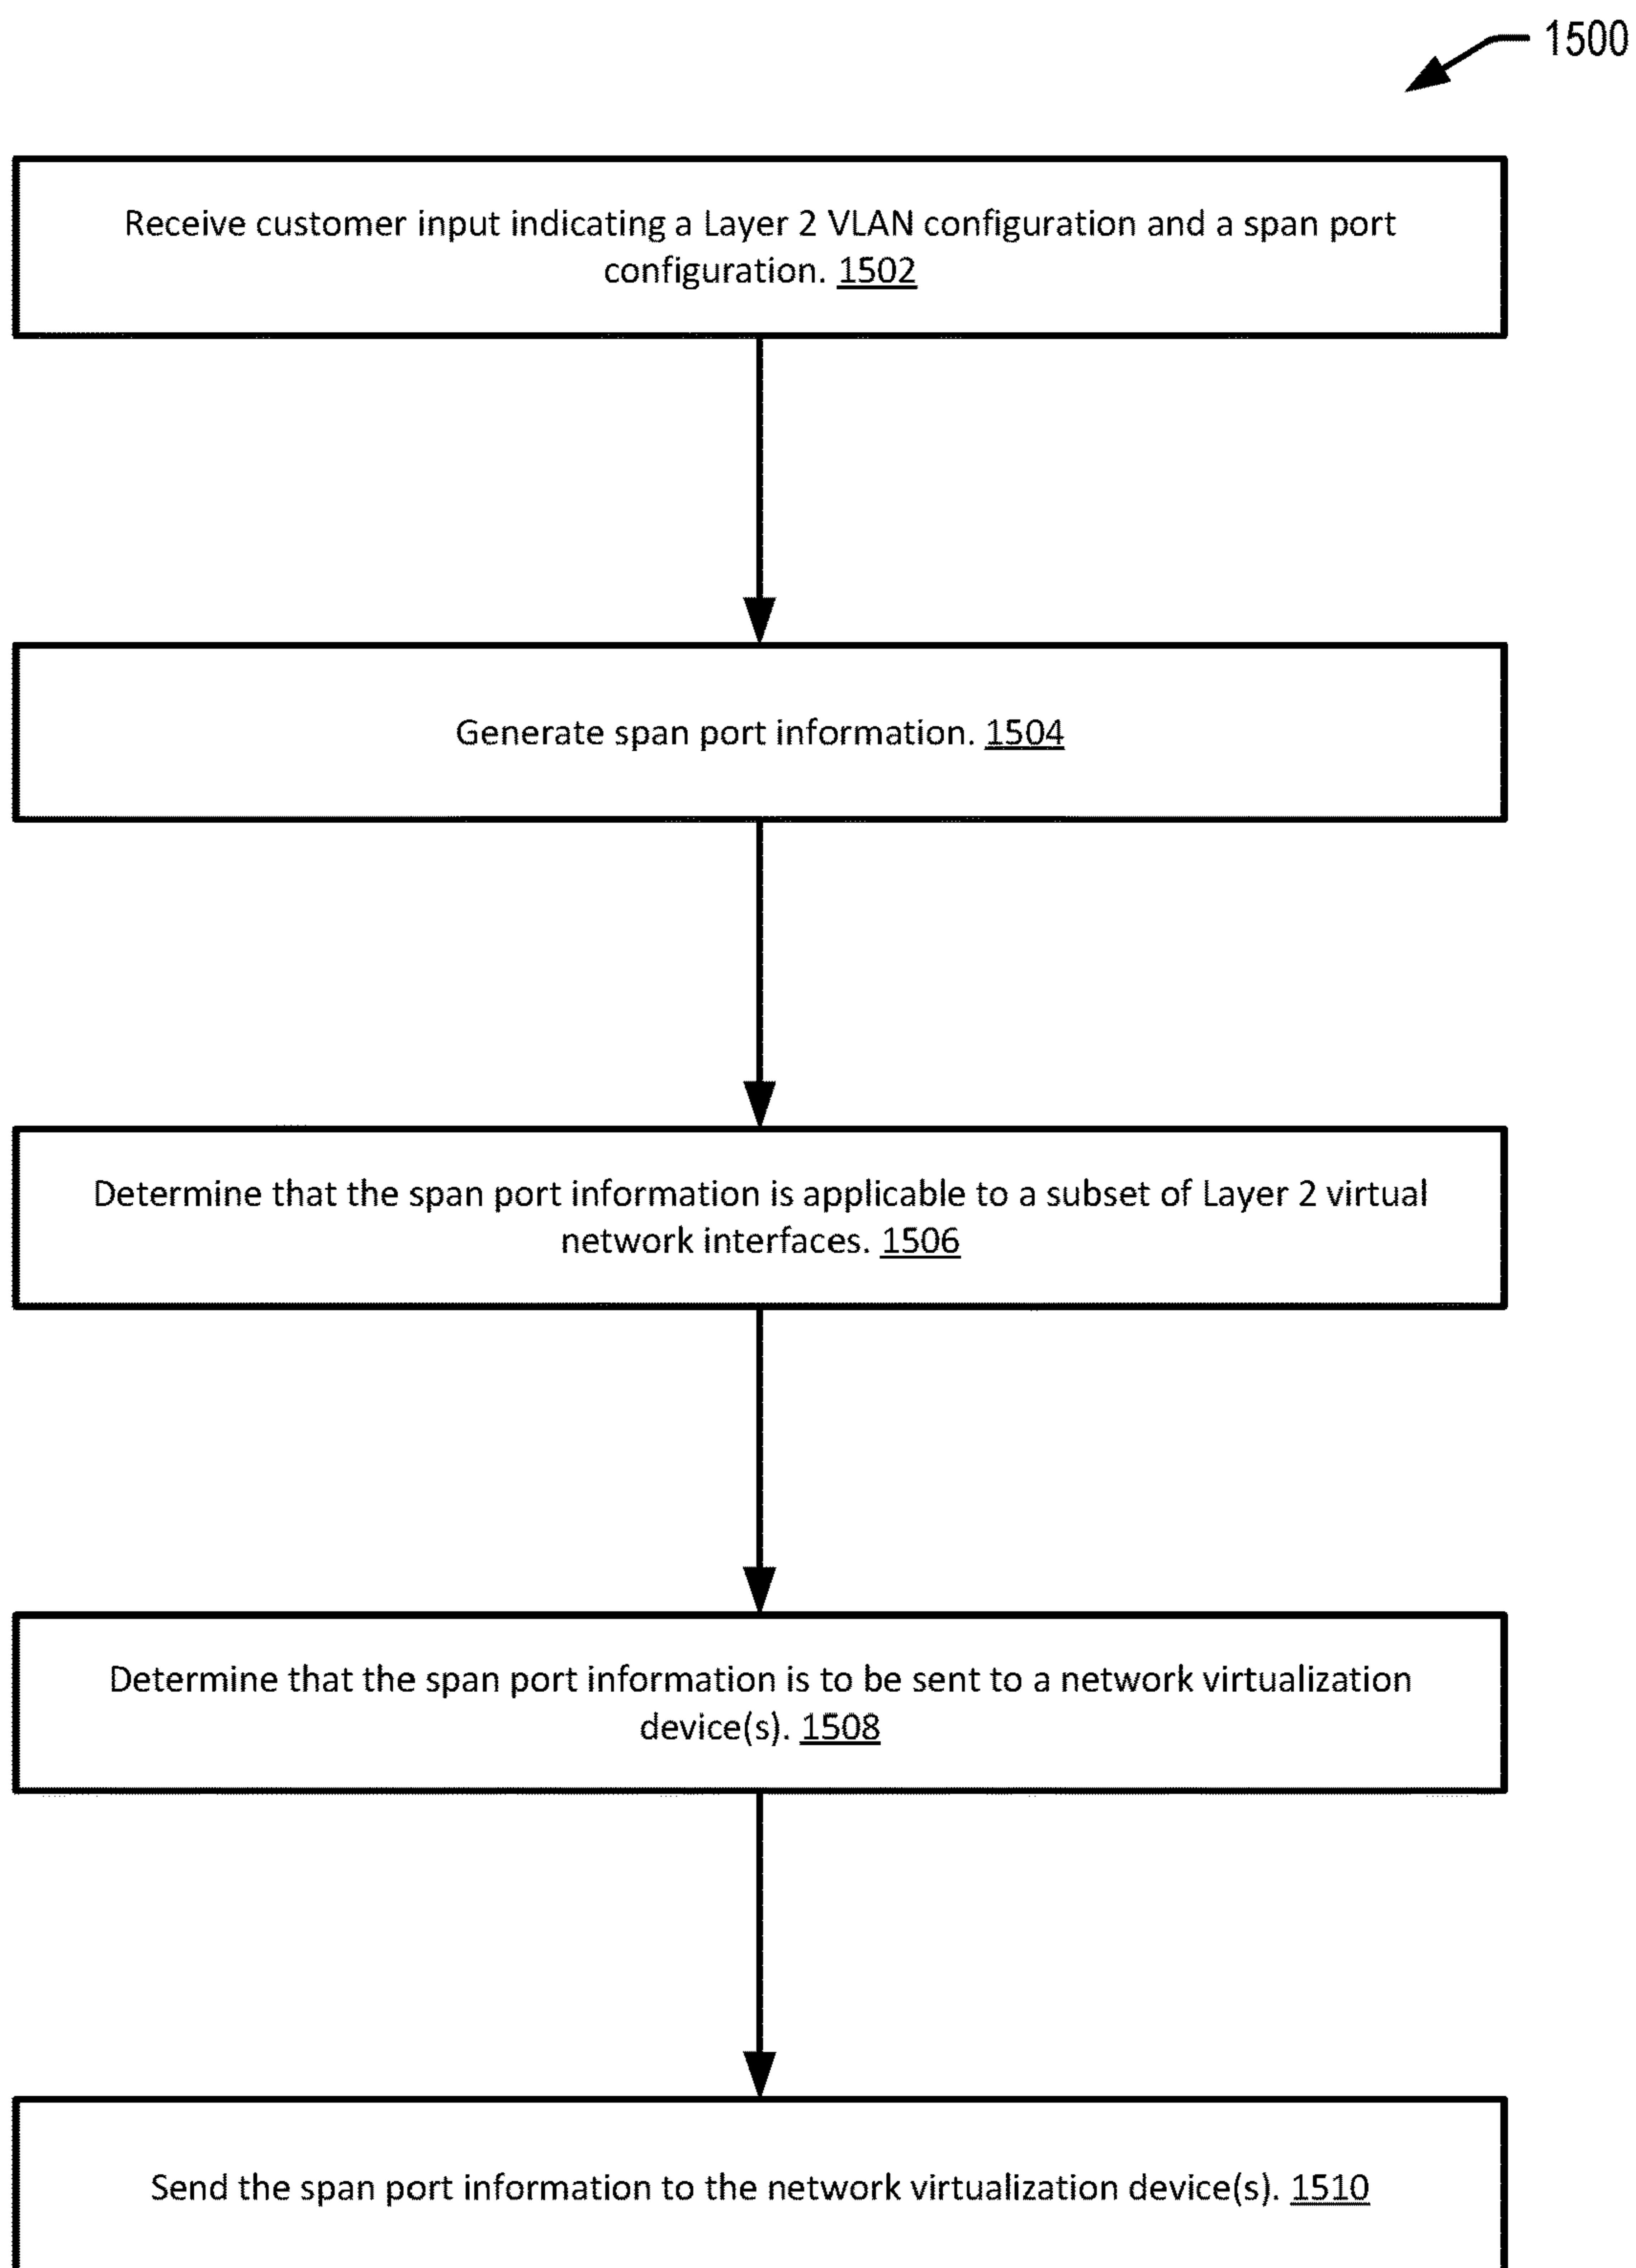 1500
Receive customer input indicating a Layer 2 VLAN configuration and a span port
configuration. 1502
Generate span port information. 1504
Determine that the span port information is applicable to a subset of Layer 2 virtual
network interfaces. 1506
Determine that the span port information is to be sent to a network virtualization
device(s). 1508
Send the span port information to the network virtualization device(s). 1510